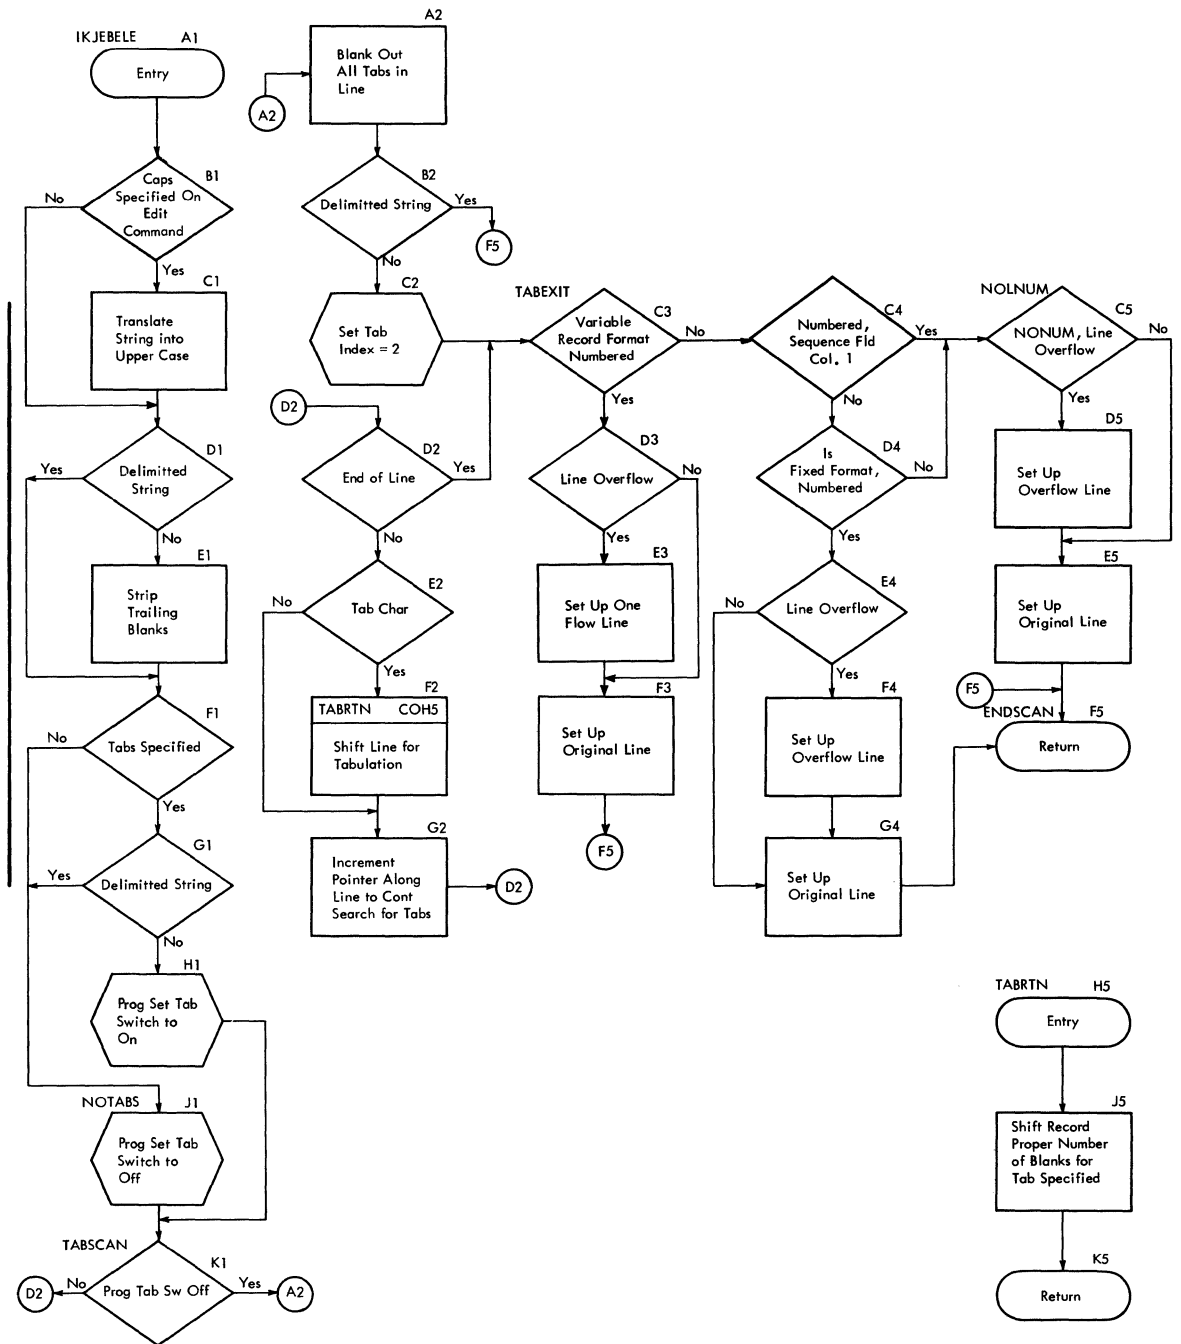 IKJEBELE A1
Entry
B1
Caps
Specified On
Edit
Command
No
Yes
C1
Translate
String into
Upper Case
D1
Delimitted
String
Yes
No
E1
Strip
Trailing
Blanks
F1
Tabs Specified
No
Yes
G1
Delimitted String
Yes
No
H1
Prog Set Tab
Switch to
On
NOTABS J1
Prog Set Tab
Switch to
Off
TABSCAN
K1
Prog Tab Sw Off
No
D2
Yes
A2
A2
Blank Out
All Tabs in
Line
A2
B2
Delimitted String
Yes
F5
No
C2
Set Tab
Index = 2
D2
D2
End of Line
Yes
No
E2
Tab Char
No
Yes
F2
TABRTN COH5
Shift Line for
Tabulation
G2
Increment
Pointer Along
Line to Cont
Search for Tabs
D2
TABEXIT
C3
Variable
Record Format
Numbered
No
Yes
D3
Line Overflow
No
Yes
E3
Set Up One
Flow Line
F3
Set Up
Original Line
F5
C4
Numbered,
Sequence Fld
Col. 1
Yes
No
D4
Is
Fixed Format,
Numbered
No
Yes
E4
Line Overflow
No
Yes
F4
Set Up
Overflow Line
G4
Set Up
Original Line
NOLNUM
C5
NONUM, Line
Overflow
No
Yes
D5
Set Up
Overflow Line
E5
Set Up
Original Line
F5
ENDSCAN F5
Return
TABRTN H5
Entry
J5
Shift Record
Proper Number
of Blanks for
Tab Specified
K5
Return